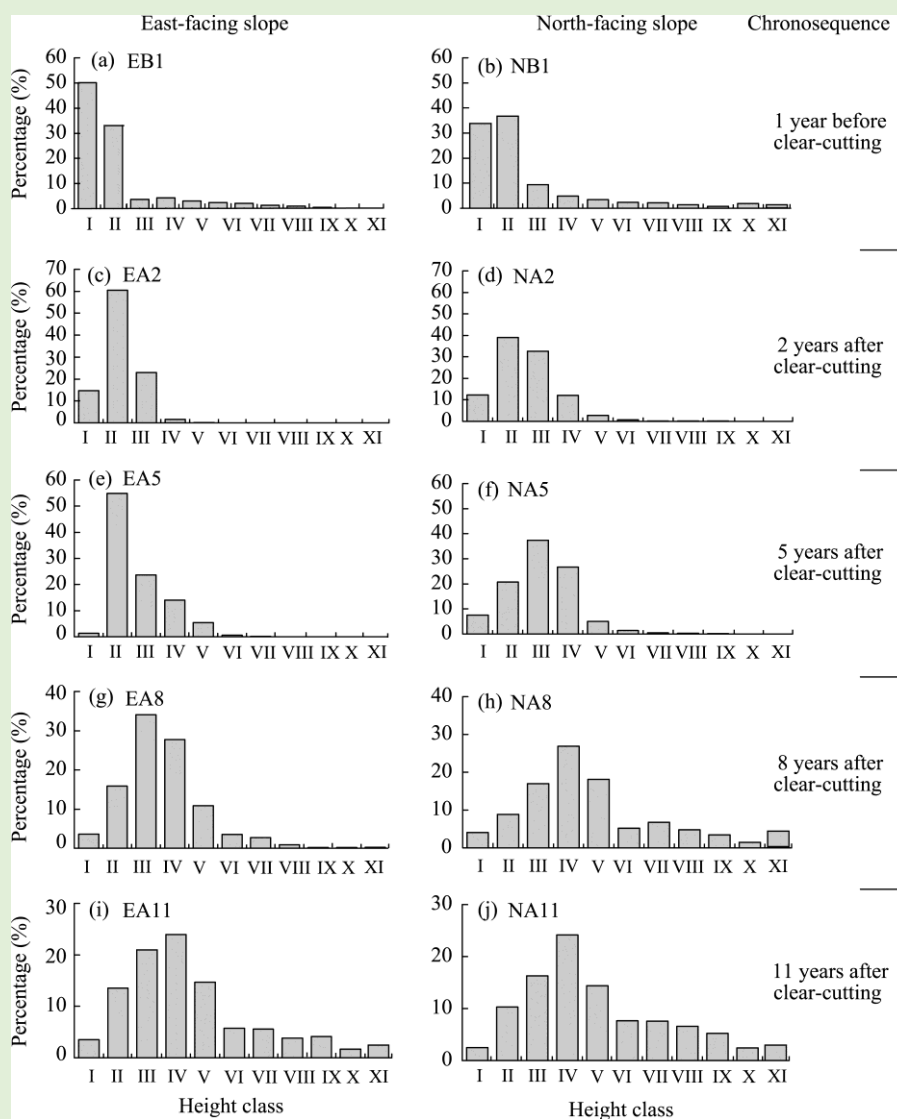 East-facing slope North-facing slope Chronosequence
Percentage (%)
60
50
40
30
20
10
0
(a) EB1
I II III IV V VI VII VIII IX X XI
60
50
40
30
20
10
0
(b) NB1
I II III IV V VI VII VIII IX X XI
1 year before
clear-cutting
Percentage (%)
70
60
50
40
30
20
10
0
(c) EA2
I II III IV V VI VII VIII IX X XI
70
60
50
40
30
20
10
0
(d) NA2
I II III IV V VI VII VIII IX X XI
2 years after
clear-cutting
Percentage (%)
60
50
40
30
20
10
0
(e) EA5
I II III IV V VI VII VIII IX X XI
60
50
40
30
20
10
0
(f) NA5
I II III IV V VI VII VIII IX X XI
5 years after
clear-cutting
Percentage (%)
40
30
20
10
0
(g) EA8
I II III IV V VI VII VIII IX X XI
40
30
20
10
0
(h) NA8
I II III IV V VI VII VIII IX X XI
8 years after
clear-cutting
Percentage (%)
30
20
10
0
(i) EA11
I II III IV V VI VII VIII IX X XI
Height class
30
20
10
0
(j) NA11
I II III IV V VI VII VIII IX X XI
Height class
11 years after
clear-cutting